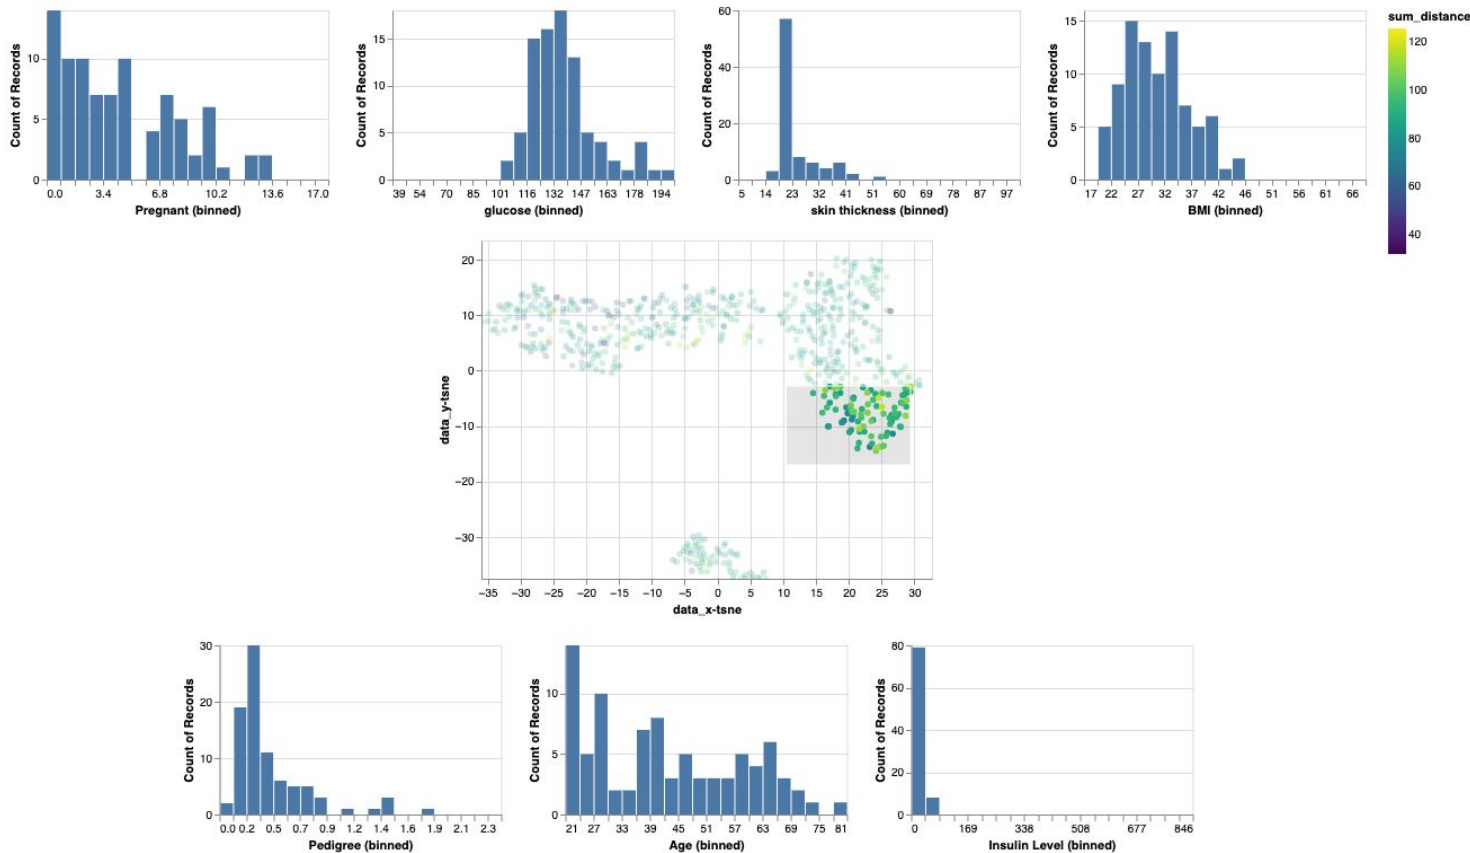 Count of Records
10
5
0
0.0 3.4 6.8 10.2 13.6 17.0
Pregnant (binned)
Count of Records
15
10
5
0
39 54 70 85 101 116 132 147 163 178 194
glucose (binned)
Count of Records
60
40
20
0
5 14 23 32 41 51 60 69 78 87 97
skin thickness (binned)
Count of Records
15
10
5
0
17 22 27 32 37 42 46 51 56 61 66
BMI (binned)
sum_distance
120
100
80
60
40
data_y-tsne
20
10
0
−10
−20
−30
−35 −30 −25 −20 −15 −10 −5 0 5 10 15 20 25 30
data_x-tsne
Count of Records
30
20
10
0
0.0 0.2 0.5 0.7 0.9 1.2 1.4 1.6 1.9 2.1 2.3
Pedigree (binned)
Count of Records
10
5
0
21 27 33 39 45 51 57 63 69 75 81
Age (binned)
Count of Records
80
60
40
20
0
0 169 338 508 677 846
Insulin Level (binned)